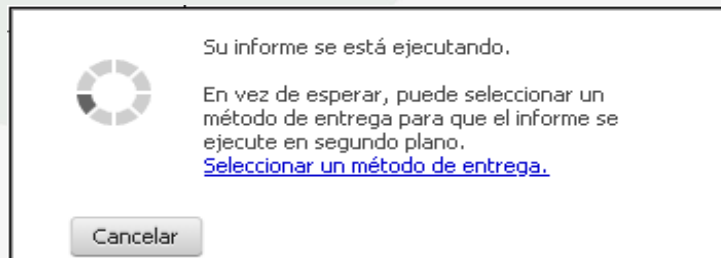 Su informe se está ejecutando.
En vez de esperar, puede seleccionar un
método de entrega para que el informe se
ejecute en segundo plano.
Seleccionar un método de entrega.
Cancelar